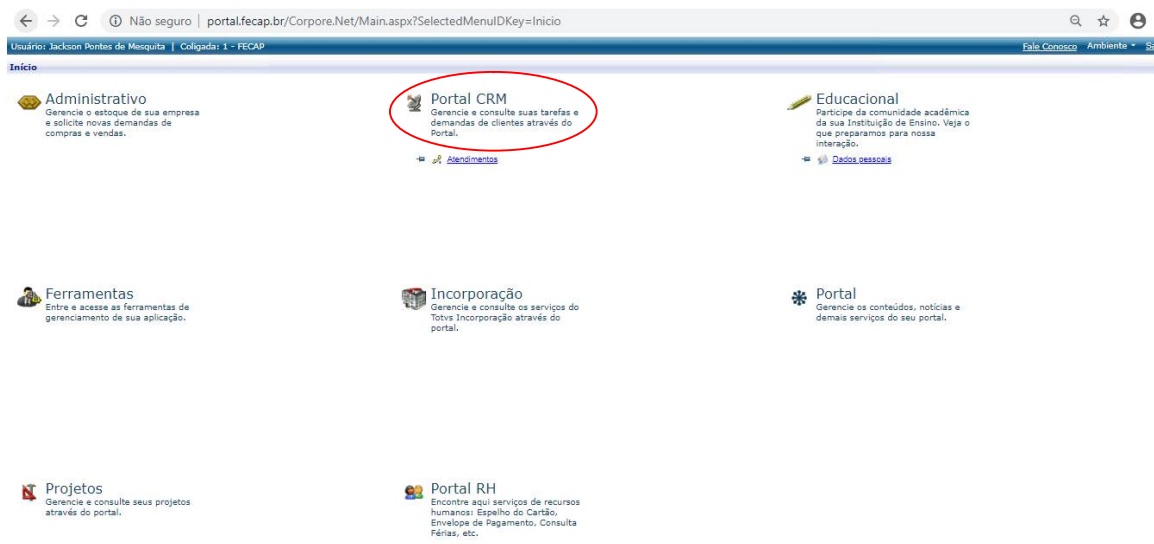 Não seguro | portal.fecap.br/Corpore.Net/Main.aspx?SelectedMenuIDKey=Inicio
Usuário: Jackson Pontes de Mesquita | Coligada: 1 - FECAP
Fale Conosco Ambiente
Início
Administrativo
Gerencie o estoque de sua empresa
e solicite novas demandas de
compras e vendas.
Portal CRM
Gerencie e consulte suas tarefas e
demandas de clientes através do
Portal.
Atendimentos
Educacional
Participe da comunidade acadêmica
da sua Instituição de Ensino. Veja o
que preparamos para nossa
interação.
Dados pessoais
Ferramentas
Entre e acesse as ferramentas de
gerenciamento de sua aplicação.
Incorporação
Gerencie e consulte os serviços do
Totvs Incorporação através do
portal.
Portal
Gerencie os conteúdos, notícias e
demais serviços do seu portal.
Projetos
Gerencie e consulte seus projetos
através do portal.
Portal RH
Encontre aqui serviços de recursos
humanos: Espelho do Cartão,
Envelope de Pagamento, Consulta
Férias, etc.